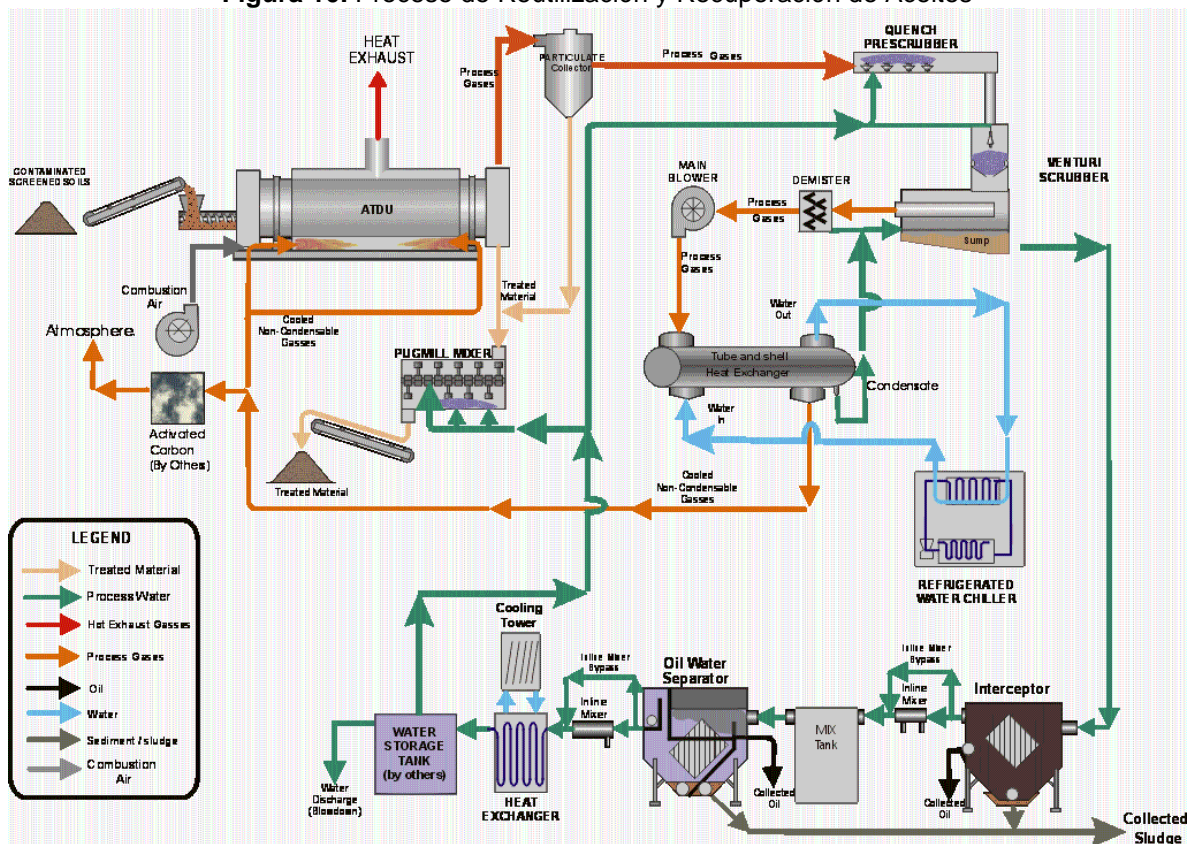 Figura 10. Proceso de Reutilización y Recuperación de Aceites
HEAT
EXHAUST
Process
Gases
PARTICULATE
Collector
Process Gases
QUENCH
PRESCRUBBER
CONTAMINATED
SCREENED SOILS
ATDU
MAIN
BLOWER
Process
Gases
DEMISTER
VENTURI
SCRUBBER
Sump
Process
Gases
Combustion
Air
Treated
Material
Water
Out
Atmosphere.
Cooled
Non-Condensable
Gasses
PUGMILL MIXER
Tube and shell
Heat Exchanger
Condensate
Water
In
Activated
Carbon
(By Others)
Treated Material
Cooled
Non-Condensable
Gasses
REFRIGERATED
WATER CHILLER
LEGEND
Treated Material
Process Water
Hot Exhaust Gasses
Process Gases
Oil
Water
Sediment / sludge
Combustion
Air
Cooling
Tower
Inline Mixer
Bypass
Inline
Mixer
Oil Water
Separator
Inline Mixer
Bypass
Inline
Mixer
Interceptor
WATER
STORAGE
TANK
(by others)
MIX
Tank
Water
Discharge
(Blowdown)
HEAT
EXCHANGER
Collected
Oil
Collected
Oil
Collected
Sludge